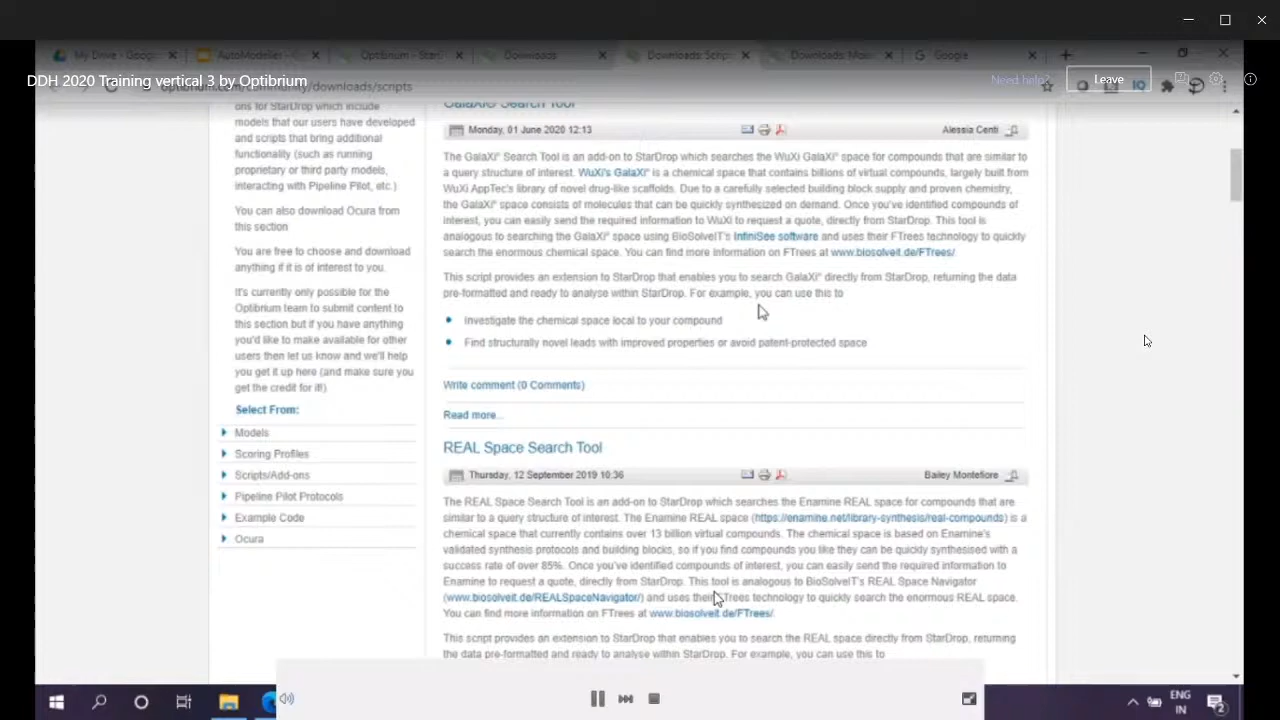 My Drive - Goog
AutoModeller -
Optibrium - Star
Downloads
Downloads: Scrip
Downloads: Mo
Google
DDH 2020 Training vertical 3 by Optibrium
Need help?
Leave
/downloads/scripts
GalaXi® Search Tool
ons for StarDrop which include
models that our users have developed
and scripts that bring additional
functionality (such as running
proprietary or third party models,
interacting with Pipeline Pilot, etc.)
You can also download Ocura from
this section
You are free to choose and download
anything if it is of interest to you.
It's currently only possible for the
Optibrium team to submit content to
this section but if you have anything
you'd like to make available for other
users then let us know and we'll help
you get it up here (and make sure you
get the credit for it!)
Select From:
Models
Scoring Profiles
Scripts/Add-ons
Pipeline Pilot Protocols
Example Code
Ocura
Monday, 01 June 2020 12:13
Alessia Centi
The GalaXi® Search Tool is an add-on to StarDrop which searches the WuXi GalaXi® space for compounds that are similar to
a query structure of interest. WuXi's GalaXi® is a chemical space that contains billions of virtual compounds, largely built from
WuXi AppTec's library of novel drug-like scaffolds. Due to a carefully selected building block supply and proven chemistry,
the GalaXi® space consists of molecules that can be quickly synthesized on demand. Once you've identified compounds of
interest, you can easily send the required information to WuXi to request a quote, directly from StarDrop. This tool is
analogous to searching the GalaXi® space using BioSolveIT's InfiniSee software and uses their FTrees technology to quickly
search the enormous chemical space. You can find more information on FTrees at www.biosolveit.de/FTrees/.
This script provides an extension to StarDrop that enables you to search GalaXi® directly from StarDrop, returning the data
pre-formatted and ready to analyse within StarDrop. For example, you can use this to
Investigate the chemical space local to your compound
Find structurally novel leads with improved properties or avoid patent-protected space
Write comment (0 Comments)
Read more...
REAL Space Search Tool
Thursday, 12 September 2019 10:36
Bailey Montefiore
The REAL Space Search Tool is an add-on to StarDrop which searches the Enamine REAL space for compounds that are
similar to a query structure of interest. The Enamine REAL space (https://enamine.net/library-synthesis/real-compounds) is a
chemical space that currently contains over 13 billion virtual compounds. The chemical space is based on Enamine's
validated synthesis protocols and building blocks, so if you find compounds you like they can be quickly synthesised with a
success rate of over 85%. Once you've identified compounds of interest, you can easily send the required information to
Enamine to request a quote, directly from StarDrop. This tool is analogous to BioSolveIT's REAL Space Navigator
(www.biosolveit.de/REALSpaceNavigator/) and uses their FTrees technology to quickly search the enormous REAL space.
You can find more information on FTrees at www.biosolveit.de/FTrees/.
This script provides an extension to StarDrop that enables you to search the REAL space directly from StarDrop, returning
the data pre-formatted and ready to analyse within StarDrop. For example, you can use this to
ENG
IN
2